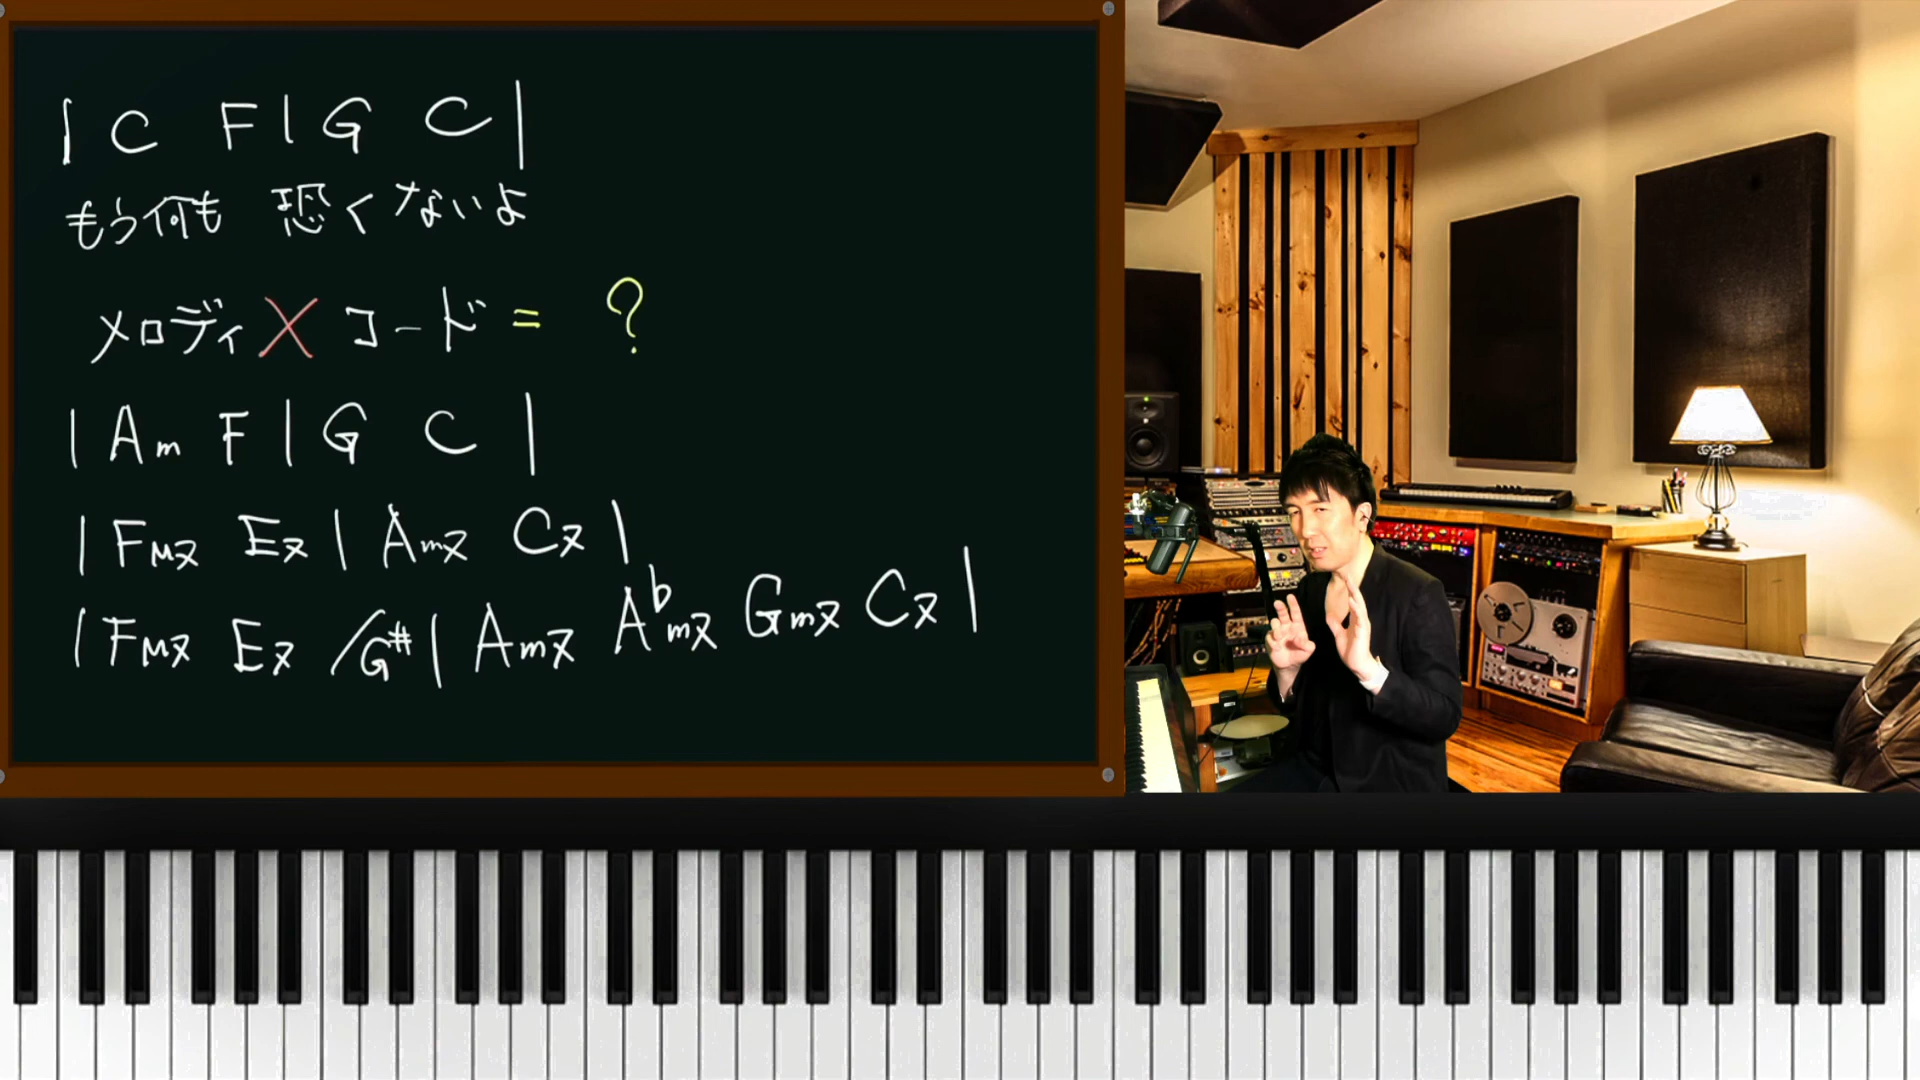 | C F | G C |
もう何も 恐くないよ
メロディ X コード = ?
| Am F | G C |
| FM7 E7 | Am7 C7 |
| FM7 E7 /G# | Am7 A♭m7 Gm7 C7 |